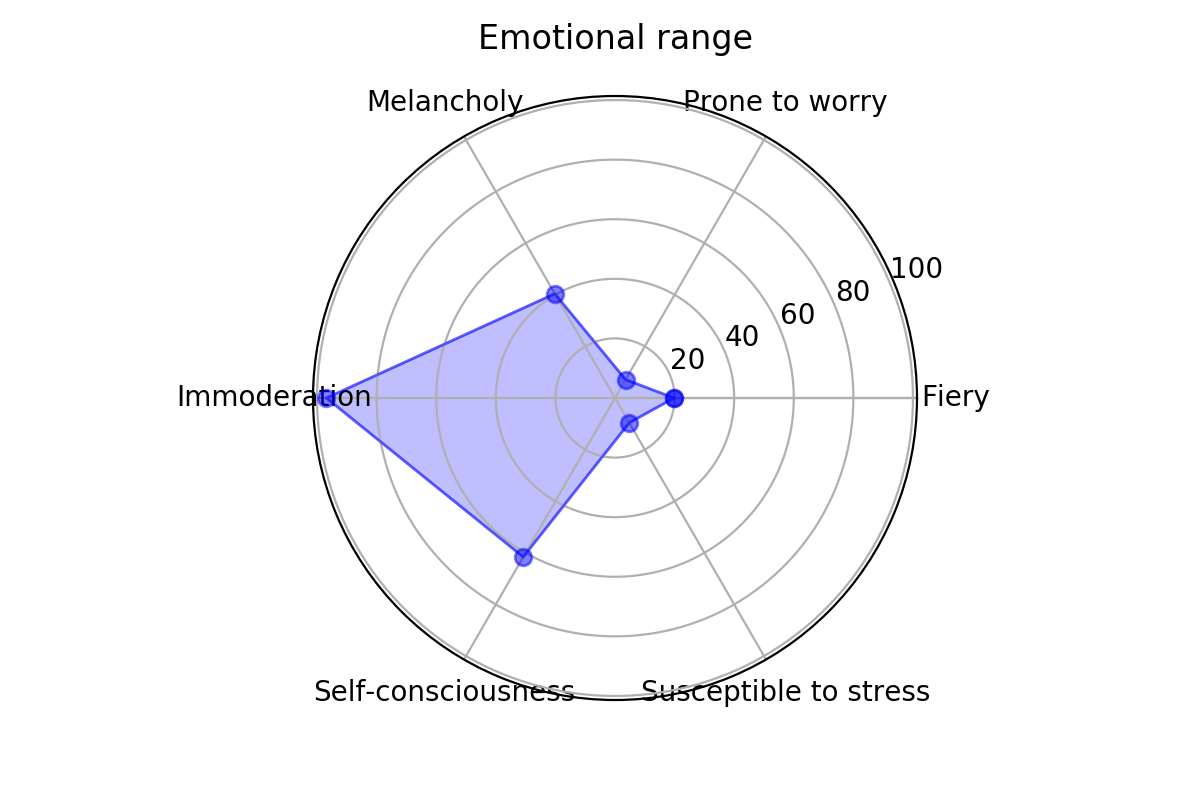 Emotional range
Melancholy
Prone to worry
100
80
60
40
20
Immoderation
Fiery
Self-consciousness
Susceptible to stress